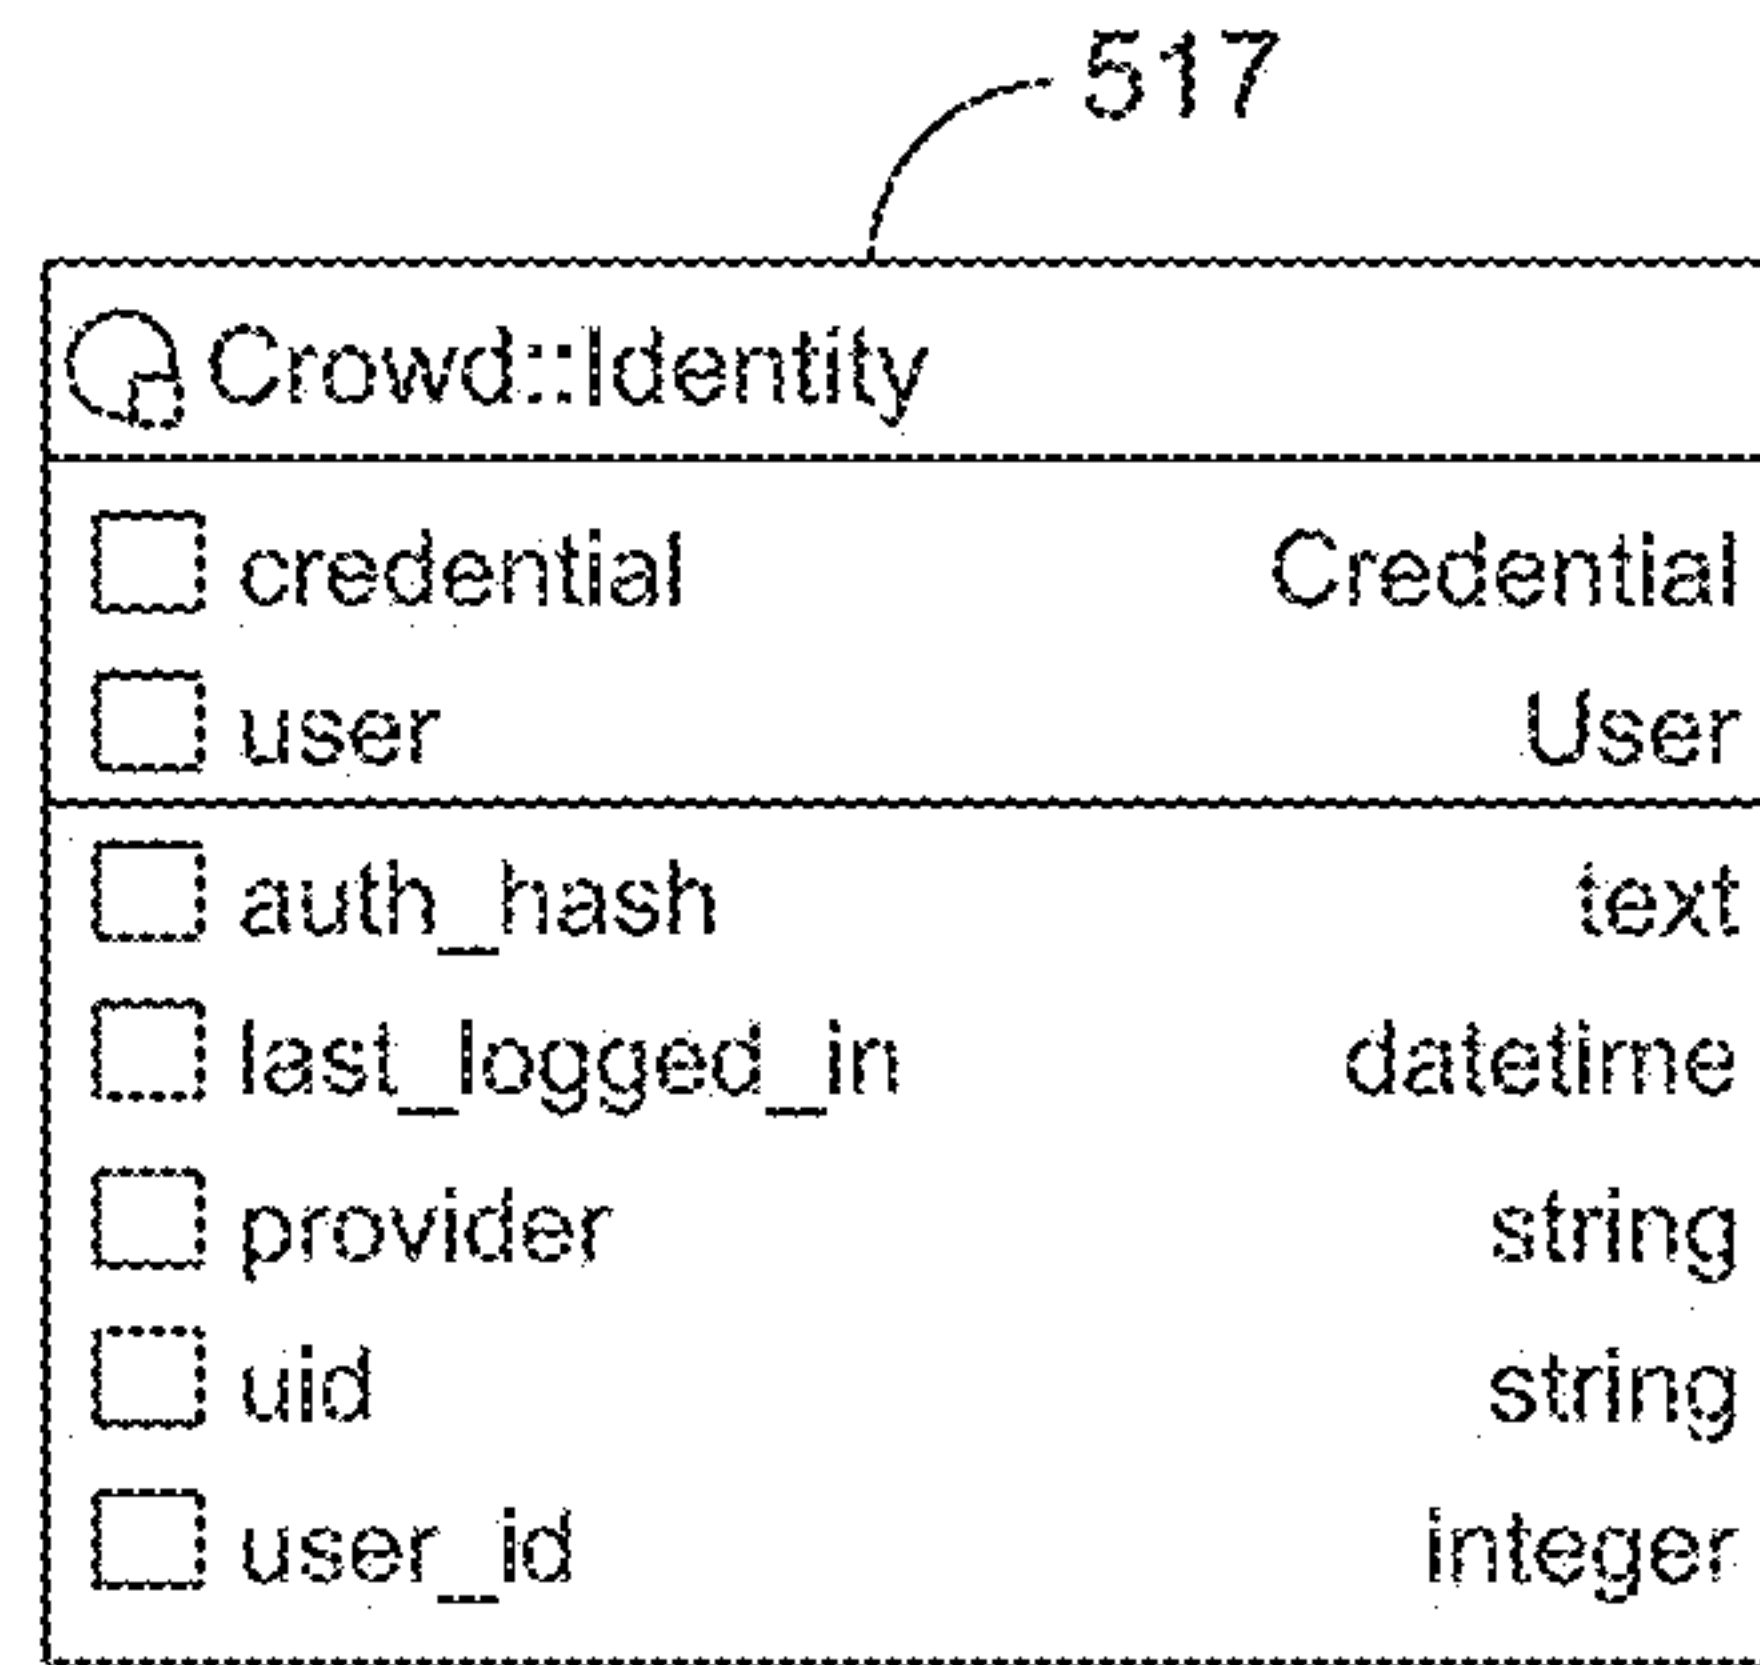 517
Crowd::Identity
credential Credential
user User
auth_hash text
last_logged_in datetime
provider string
uid string
user_id integer